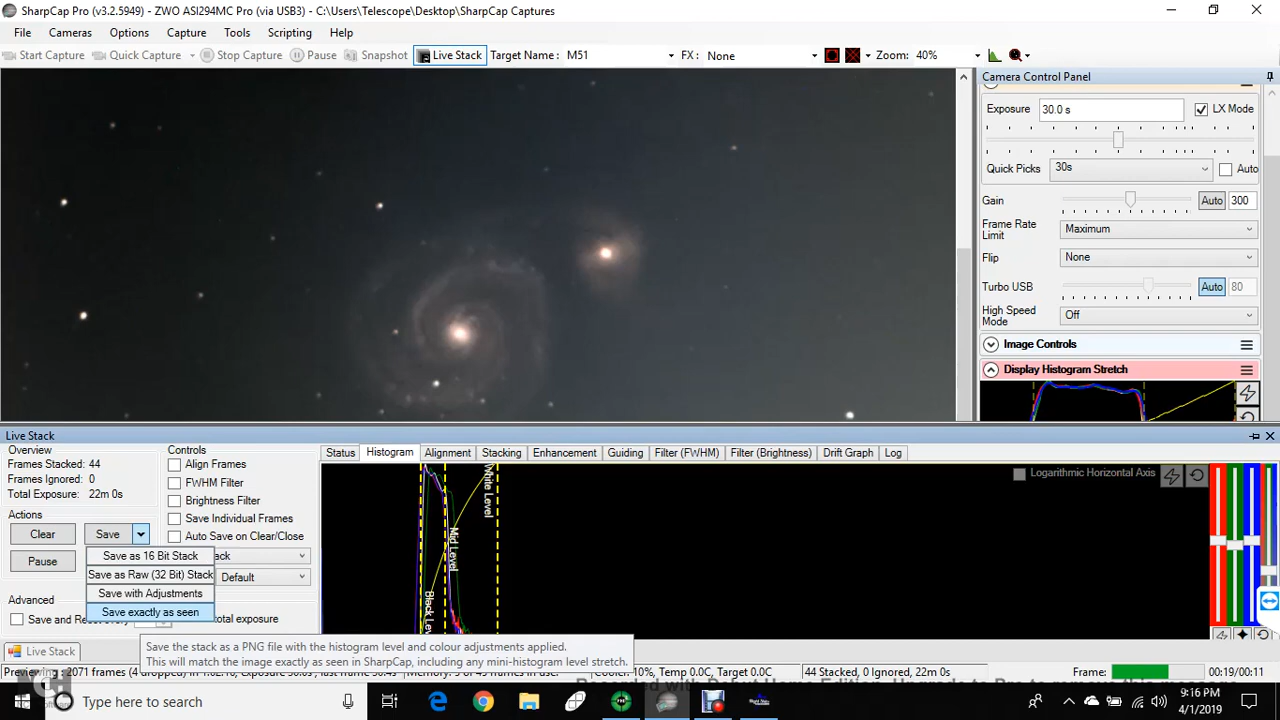 SharpCap Pro (v3.2.5949) - ZWO ASI294MC Pro (via USB3) - C:\Users\Telescope\Desktop\SharpCap Captures
File Cameras Options Capture Tools Scripting Help
Start Capture Quick Capture Stop Capture Pause Snapshot Live Stack Target Name : M51 FX : None Zoom: 40%
Camera Control Panel
Exposure 30.0 s LX Mode
Quick Picks 30s Auto
Gain Auto 300
Frame Rate Limit Maximum
Flip None
Turbo USB Auto 80
High Speed Mode Off
Image Controls
Display Histogram Stretch
Live Stack
Overview
Frames Stacked: 44
Frames Ignored: 0
Total Exposure: 22m 0s
Actions
Clear Save
Pause
Save as 16 Bit Stack
Save as Raw (32 Bit) Stack
Save with Adjustments
Save exactly as seen
Advanced
Save and Reset total exposure
Controls
Align Frames
FWHM Filter
Brightness Filter
Save Individual Frames
Auto Save on Clear/Close
Default
Status Histogram Alignment Stacking Enhancement Guiding Filter (FWHM) Filter (Brightness) Drift Graph Log
Logarithmic Horizontal Axis
White Level
Mid Level
Black
Live Stack
Save the stack as a PNG file with the histogram level and colour adjustments applied.
This will match the image exactly as seen in SharpCap, including any mini-histogram level stretch.
Temp 0.0C, Target 0.0C 44 Stacked, 0 Ignored, 22m 0s Frame: 00:19/00:11
Type here to search
9:16 PM
4/1/2019